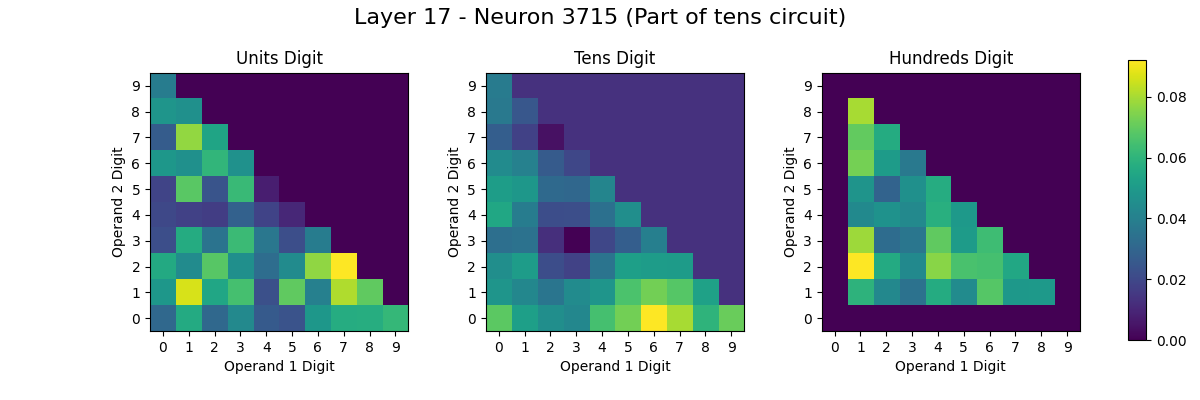 Layer 17 - Neuron 3715 (Part of tens circuit)
Units Digit
Operand 2 Digit
9
8
7
6
5
4
3
2
1
0
0 1 2 3 4 5 6 7 8 9
Operand 1 Digit
Tens Digit
Operand 2 Digit
9
8
7
6
5
4
3
2
1
0
0 1 2 3 4 5 6 7 8 9
Operand 1 Digit
Hundreds Digit
Operand 2 Digit
9
8
7
6
5
4
3
2
1
0
0 1 2 3 4 5 6 7 8 9
Operand 1 Digit
0.08
0.06
0.04
0.02
0.00